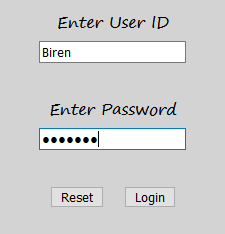 Enter User ID
Biren
Enter Password
●●●●●●●
Reset Login